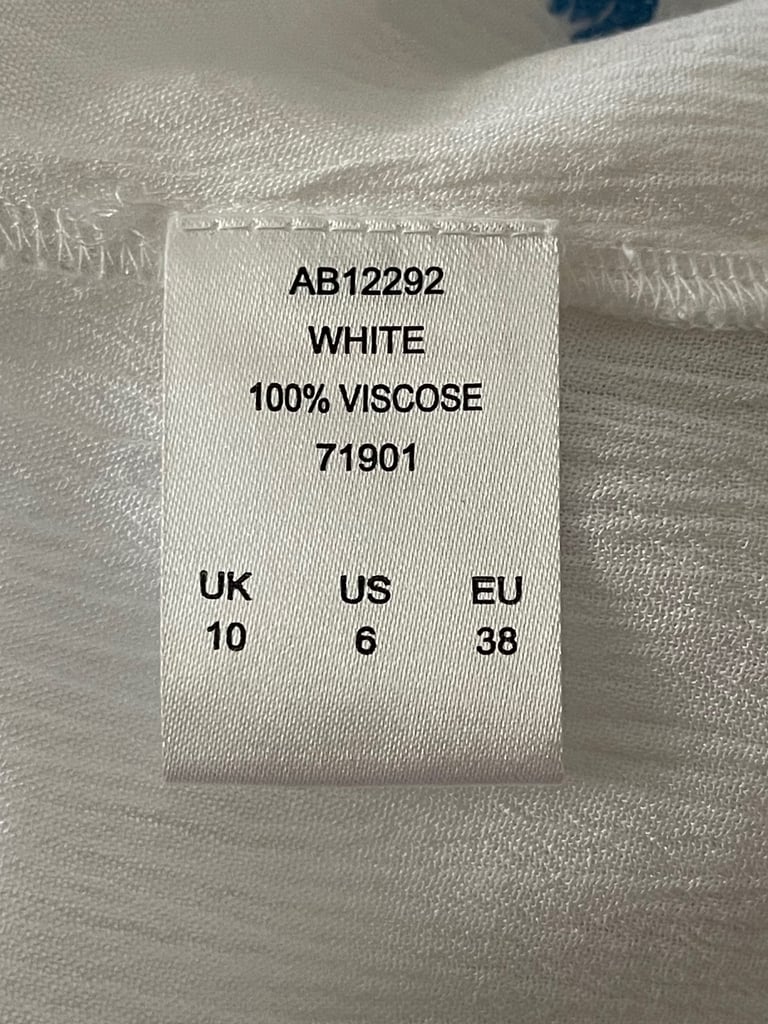 AB12292
WHITE
100% VISCOSE
71901
UK US EU
10 6 38